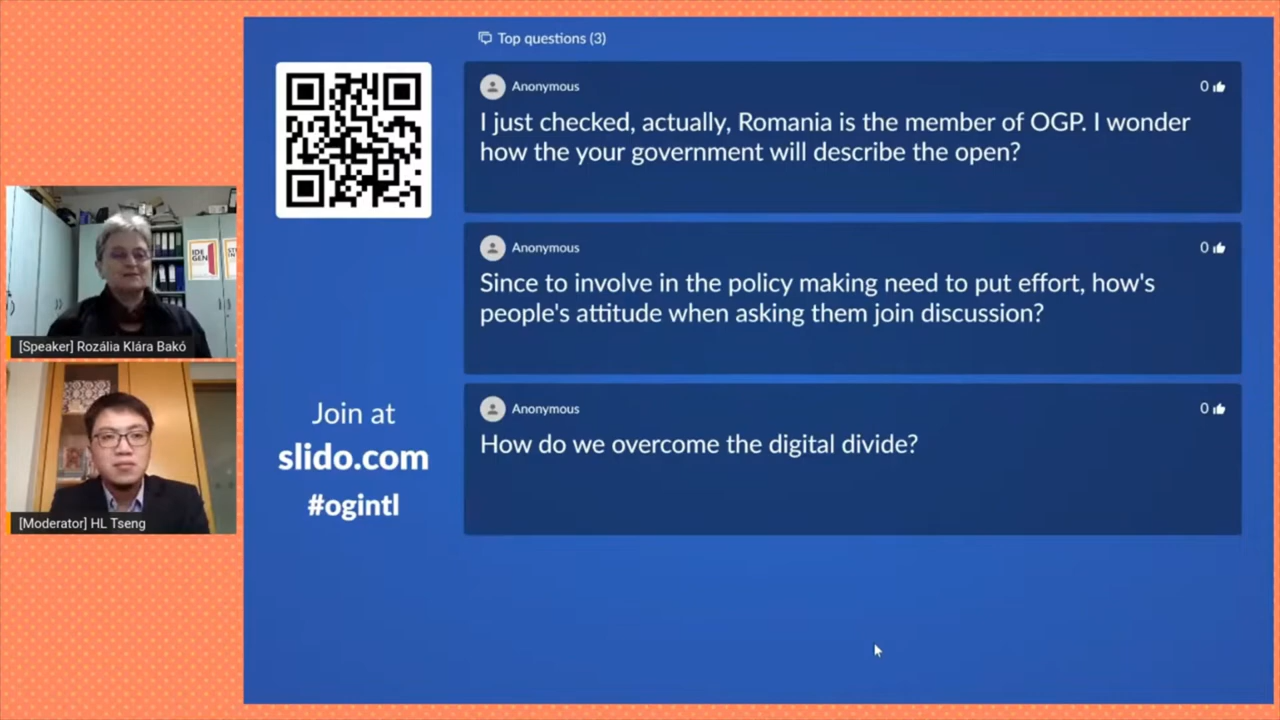 Top questions (3)
Anonymous
0
I just checked, actually, Romania is the member of OGP. I wonder
how the your government will describe the open?
Anonymous
0
Since to involve in the policy making need to put effort, how's
people's attitude when asking them join discussion?
Anonymous
0
How do we overcome the digital divide?
Join at
slido.com
#ogintl
IDE
GEN
[Speaker] Rozália Klára Bakó
[Moderator] HL Tseng